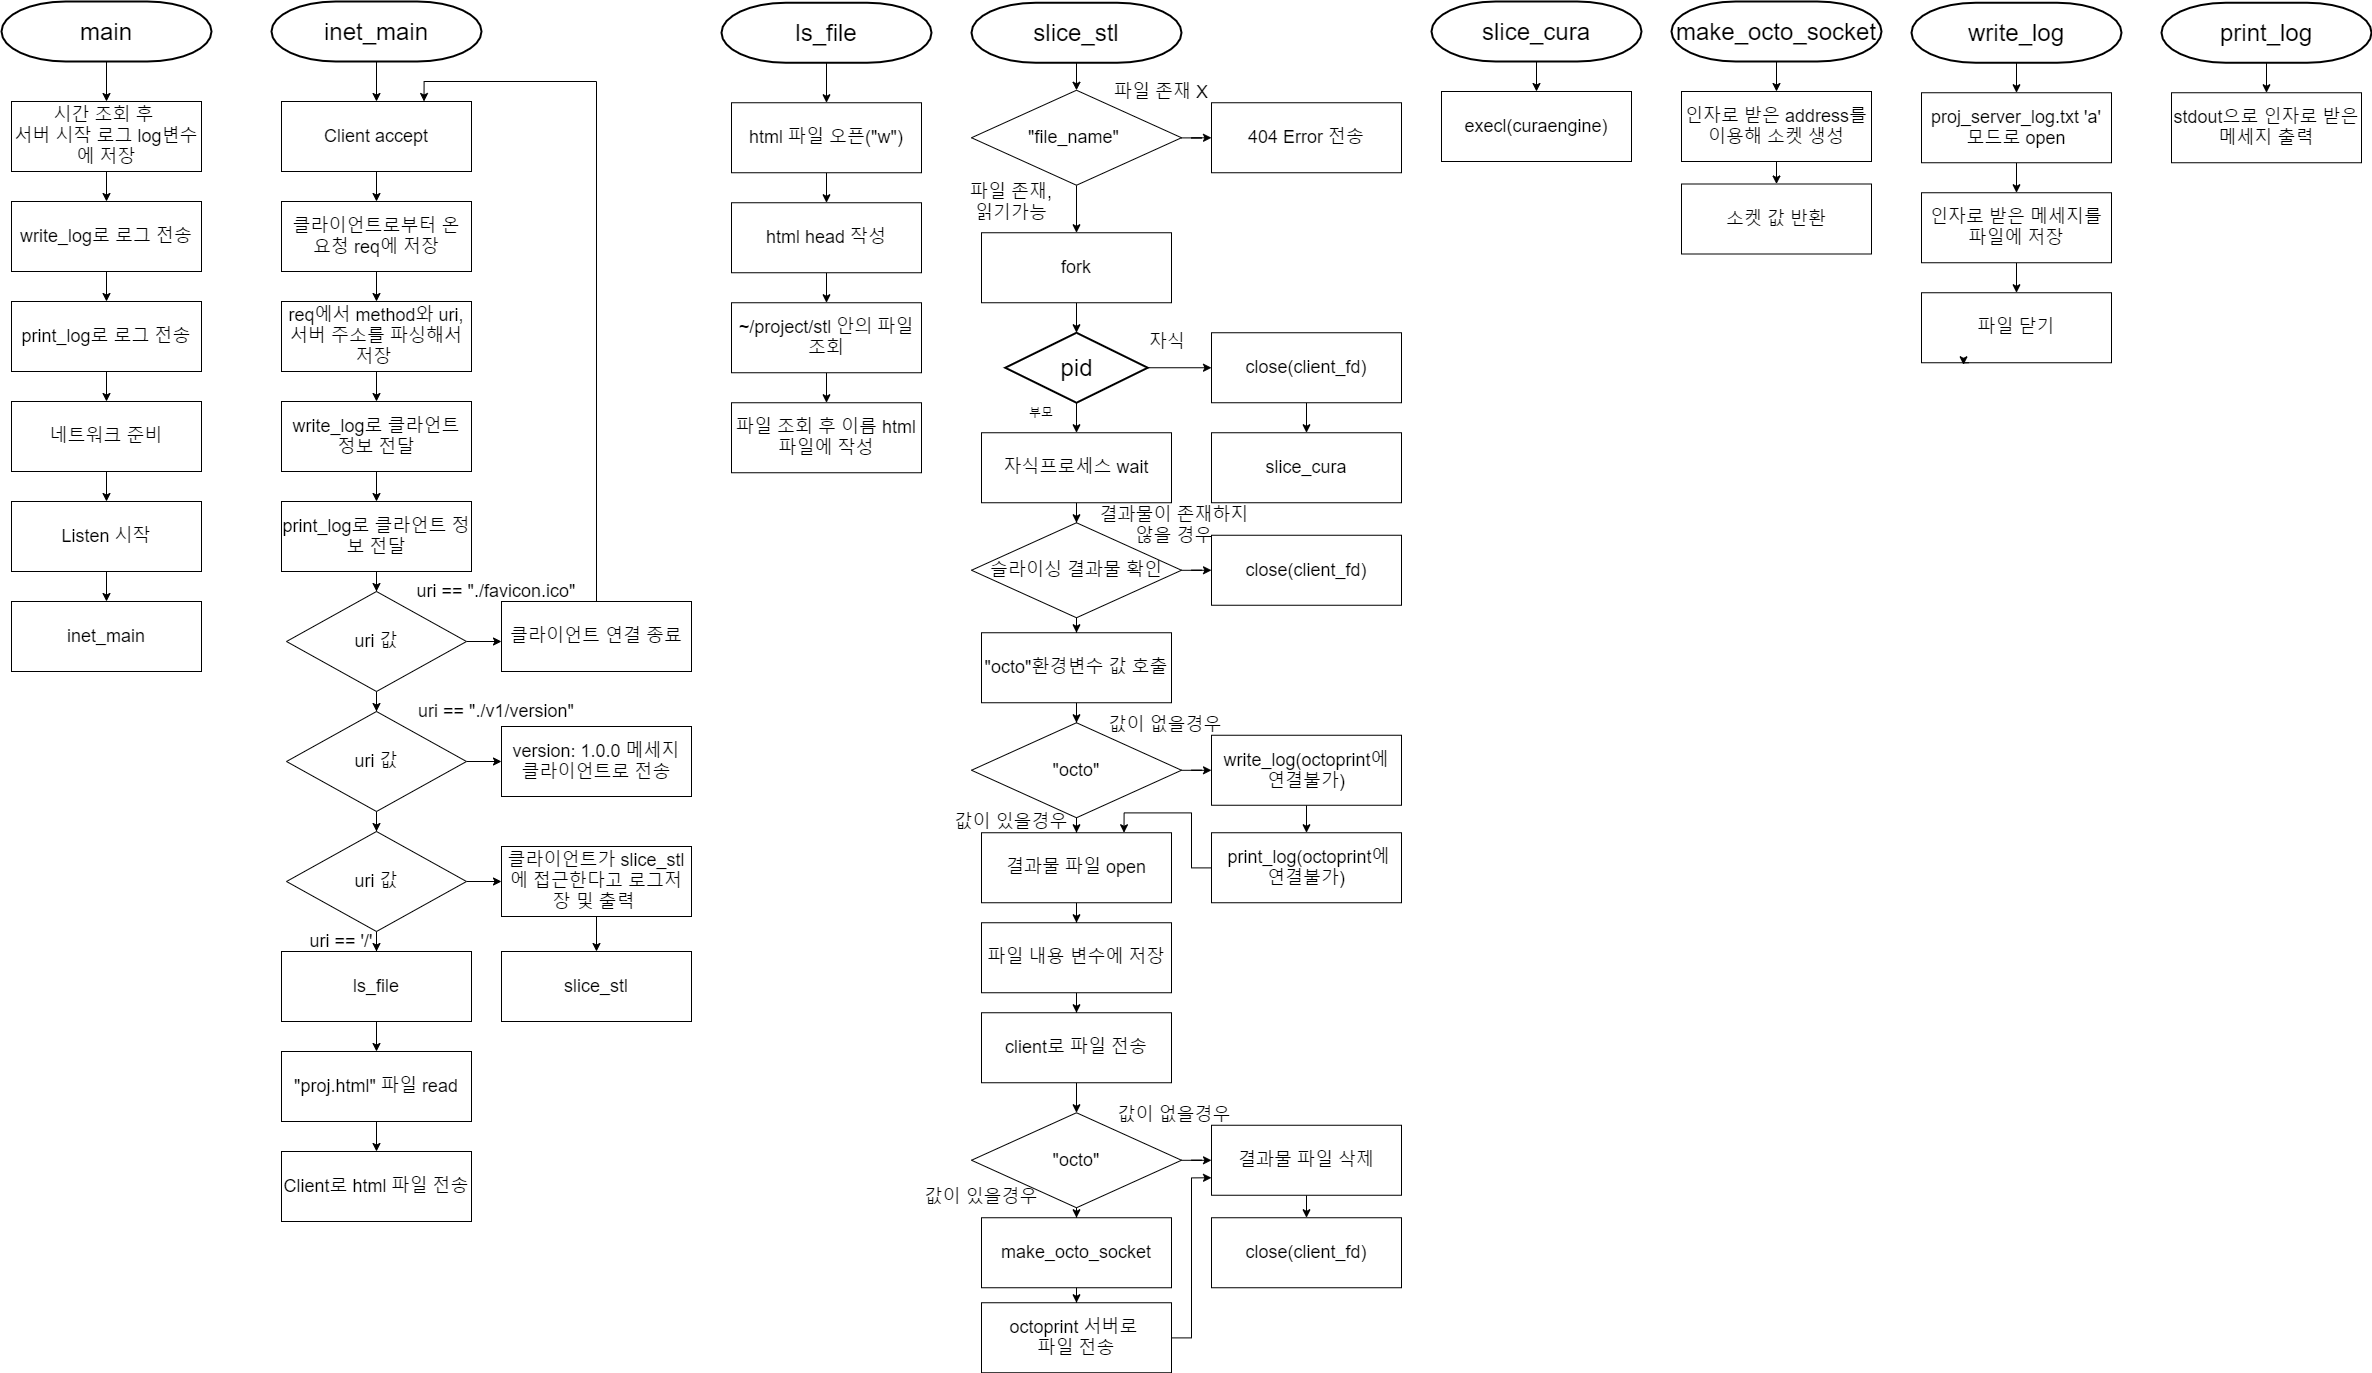 main
시간 조회 후
서버 시작 로그 log변수
에 저장
write_log로 로그 전송
print_log로 로그 전송
네트워크 준비
Listen 시작
inet_main
inet_main
Client accept
클라이언트로부터 온
요청 req에 저장
req에서 method와 uri,
서버 주소를 파싱해서
저장
write_log로 클라언트
정보 전달
print_log로 클라언트 정
보 전달
uri == "./favicon.ico"
uri 값
클라이언트 연결 종료
uri == "./v1/version"
uri 값
version: 1.0.0 메세지
클라이언트로 전송
uri 값
클라이언트가 slice_stl
에 접근한다고 로그저
장 및 출력
uri == '/'
ls_file
slice_stl
"proj.html" 파일 read
Client로 html 파일 전송
ls_file
html 파일 오픈("w")
html head 작성
~/project/stl 안의 파일
조회
파일 조회 후 이름 html
파일에 작성
slice_stl
파일 존재 X
"file_name"
404 Error 전송
파일 존재,
읽기가능
fork
pid
자식
close(client_fd)
부모
자식프로세스 wait
slice_cura
결과물이 존재하지
않을 경우
슬라이싱 결과물 확인
close(client_fd)
"octo"환경변수 값 호출
값이 없을경우
"octo"
write_log(octoprint에
연결불가)
값이 있을경우
결과물 파일 open
print_log(octoprint에
연결불가)
파일 내용 변수에 저장
client로 파일 전송
값이 없을경우
"octo"
결과물 파일 삭제
값이 있을경우
make_octo_socket
close(client_fd)
octoprint 서버로
파일 전송
slice_cura
execl(curaengine)
make_octo_socket
인자로 받은 address를
이용해 소켓 생성
소켓 값 반환
write_log
proj_server_log.txt 'a'
모드로 open
인자로 받은 메세지를
파일에 저장
파일 닫기
print_log
stdout으로 인자로 받은
메세지 출력